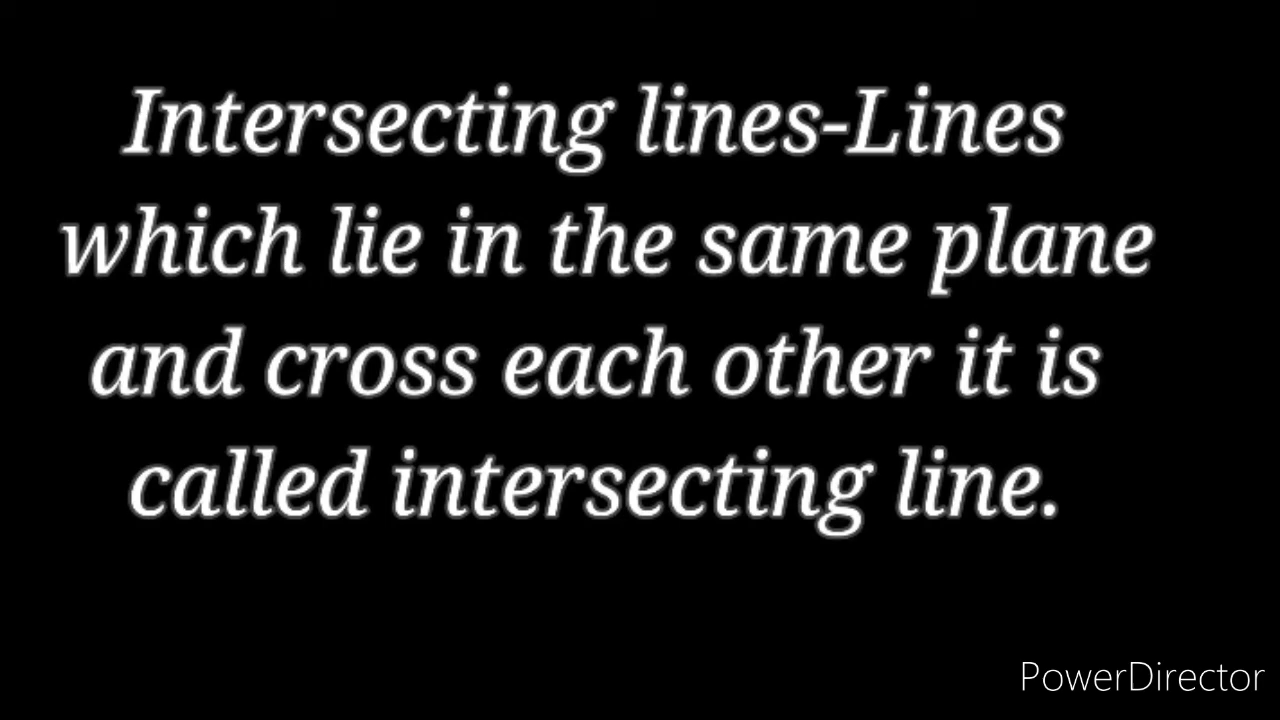 Intersecting lines-Lines
which lie in the same plane
and cross each other it is
called intersecting line.
PowerDirector